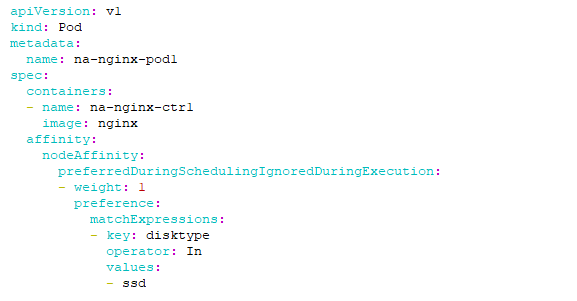 apiVersion: v1
kind: Pod
metadata:
  name: na-nginx-pod1
spec:
  containers:
  - name: na-nginx-ctr1
    image: nginx
  affinity:
    nodeAffinity:
      preferredDuringSchedulingIgnoredDuringExecution:
      - weight: 1
        preference:
          matchExpressions:
          - key: disktype
            operator: In
            values:
            - ssd